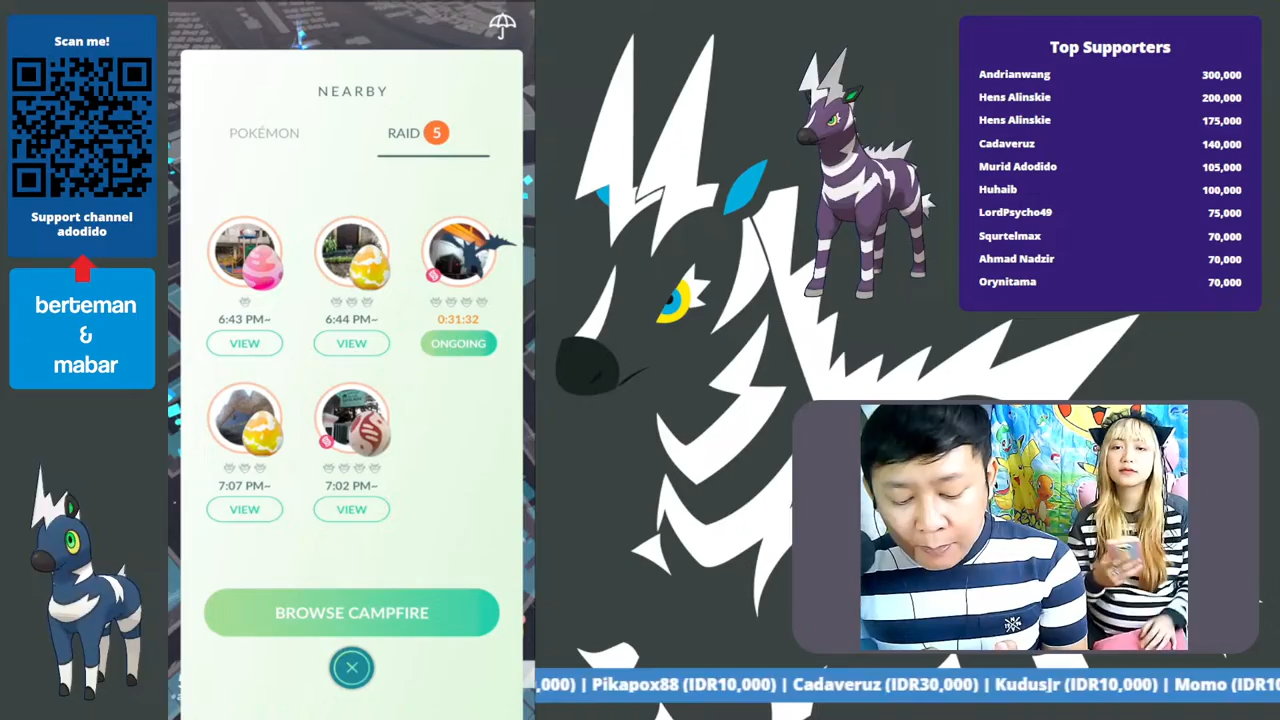 Scan me!
Support channel
adodido
berteman
&
mabar
NEARBY
POKÉMON
RAID 5
6:43 PM~
6:44 PM~
0:31:32
VIEW
VIEW
ONGOING
7:07 PM~
7:02 PM~
VIEW
VIEW
BROWSE CAMPFIRE
Top Supporters
Andrianwang 300,000
Hens Alinskie 200,000
Hens Alinskie 175,000
Cadaveruz 140,000
Murid Adodido 105,000
Huhaib 100,000
LordPsycho49 75,000
Squrtelmax 70,000
Ahmad Nadzir 70,000
Orynitama 70,000
,000) | Pikapox88 (IDR10,000) | Cadaveruz (IDR30,000) | KudusJr (IDR10,000) | Momo (IDR10